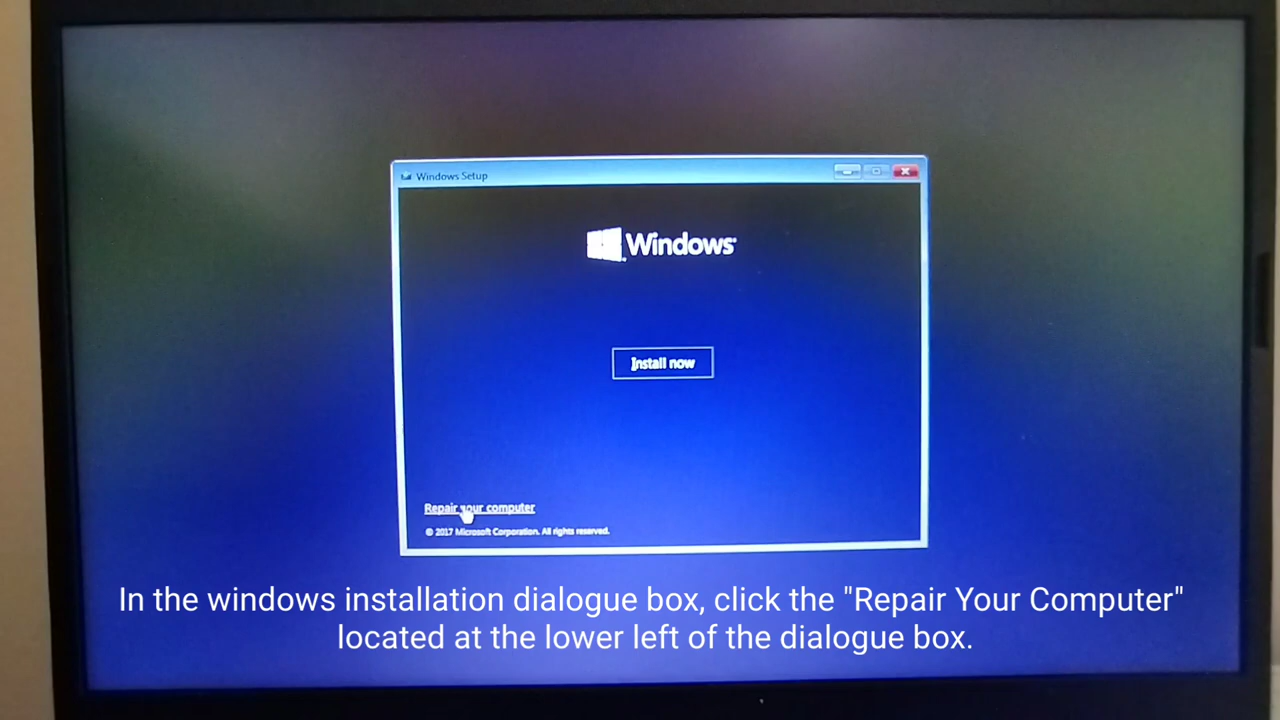 Windows Setup
Windows
Install now
Repair your computer
© 2017 Microsoft Corporation. All rights reserved.
In the windows installation dialogue box, click the "Repair Your Computer"
located at the lower left of the dialogue box.